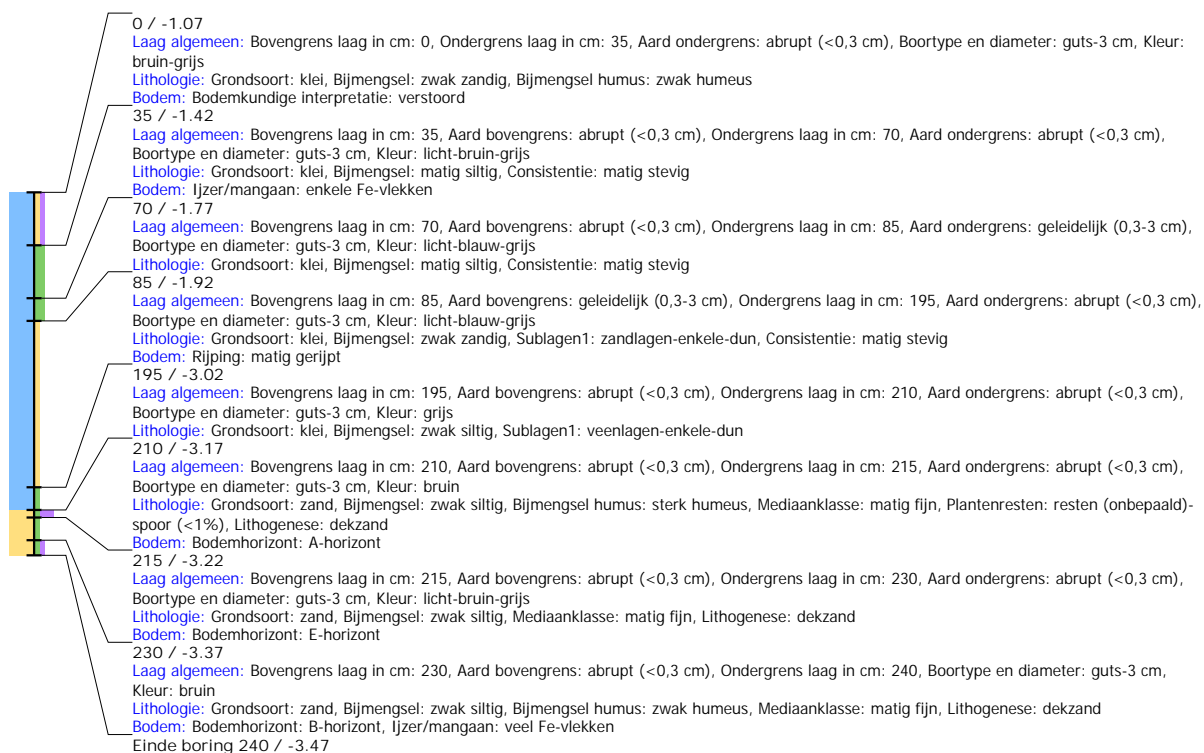 0 / -1.07
Laag algemeen: Bovengrens laag in cm: 0, Ondergrens laag in cm: 35, Aard ondergrens: abrupt (<0,3 cm), Boortype en diameter: guts-3 cm, Kleur:
bruin-grijs
Lithologie: Grondsoort: klei, Bijmengsel: zwak zandig, Bijmengsel humus: zwak humeus
Bodem: Bodemkundige interpretatie: verstoord
35 / -1.42
Laag algemeen: Bovengrens laag in cm: 35, Aard bovengrens: abrupt (<0,3 cm), Ondergrens laag in cm: 70, Aard ondergrens: abrupt (<0,3 cm),
Boortype en diameter: guts-3 cm, Kleur: licht-bruin-grijs
Lithologie: Grondsoort: klei, Bijmengsel: matig siltig, Consistentie: matig stevig
Bodem: Ijzer/mangaan: enkele Fe-vlekken
70 / -1.77
Laag algemeen: Bovengrens laag in cm: 70, Aard bovengrens: abrupt (<0,3 cm), Ondergrens laag in cm: 85, Aard ondergrens: geleidelijk (0,3-3 cm),
Boortype en diameter: guts-3 cm, Kleur: licht-blauw-grijs
Lithologie: Grondsoort: klei, Bijmengsel: matig siltig, Consistentie: matig stevig
85 / -1.92
Laag algemeen: Bovengrens laag in cm: 85, Aard bovengrens: geleidelijk (0,3-3 cm), Ondergrens laag in cm: 195, Aard ondergrens: abrupt (<0,3 cm),
Boortype en diameter: guts-3 cm, Kleur: licht-blauw-grijs
Lithologie: Grondsoort: klei, Bijmengsel: zwak zandig, Sublagen1: zandlagen-enkele-dun, Consistentie: matig stevig
Bodem: Rijping: matig gerijpt
195 / -3.02
Laag algemeen: Bovengrens laag in cm: 195, Aard bovengrens: abrupt (<0,3 cm), Ondergrens laag in cm: 210, Aard ondergrens: abrupt (<0,3 cm),
Boortype en diameter: guts-3 cm, Kleur: grijs
Lithologie: Grondsoort: klei, Bijmengsel: zwak siltig, Sublagen1: veenlagen-enkele-dun
210 / -3.17
Laag algemeen: Bovengrens laag in cm: 210, Aard bovengrens: abrupt (<0,3 cm), Ondergrens laag in cm: 215, Aard ondergrens: abrupt (<0,3 cm),
Boortype en diameter: guts-3 cm, Kleur: bruin
Lithologie: Grondsoort: zand, Bijmengsel: zwak siltig, Bijmengsel humus: sterk humeus, Mediaanklasse: matig fijn, Plantenresten: resten (onbepaald)-
spoor (<1%), Lithogenese: dekzand
Bodem: Bodemhorizont: A-horizont
215 / -3.22
Laag algemeen: Bovengrens laag in cm: 215, Aard bovengrens: abrupt (<0,3 cm), Ondergrens laag in cm: 230, Aard ondergrens: abrupt (<0,3 cm),
Boortype en diameter: guts-3 cm, Kleur: licht-bruin-grijs
Lithologie: Grondsoort: zand, Bijmengsel: zwak siltig, Mediaanklasse: matig fijn, Lithogenese: dekzand
Bodem: Bodemhorizont: E-horizont
230 / -3.37
Laag algemeen: Bovengrens laag in cm: 230, Aard bovengrens: abrupt (<0,3 cm), Ondergrens laag in cm: 240, Boortype en diameter: guts-3 cm,
Kleur: bruin
Lithologie: Grondsoort: zand, Bijmengsel: zwak siltig, Bijmengsel humus: zwak humeus, Mediaanklasse: matig fijn, Lithogenese: dekzand
Bodem: Bodemhorizont: B-horizont, Ijzer/mangaan: veel Fe-vlekken
Einde boring 240 / -3.47